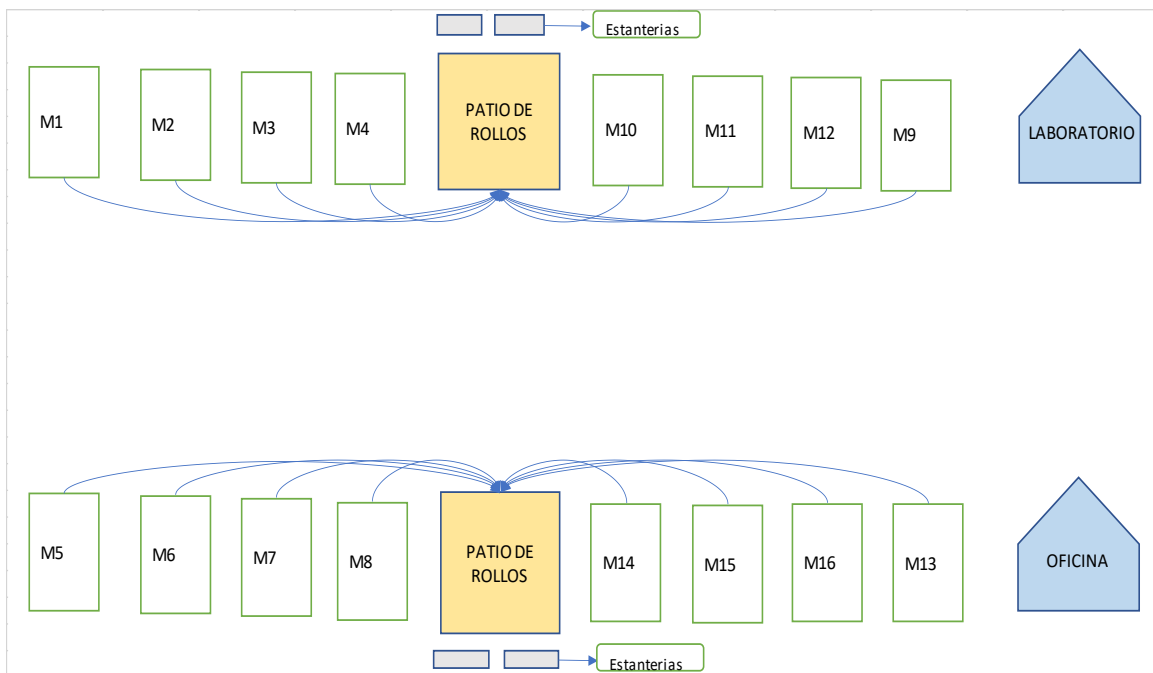 Estanterias
M1
M2
M3
M4
PATIO DE
ROLLOS
M10
M11
M12
M9
LABORATORIO
M5
M6
M7
M8
PATIO DE
ROLLOS
M14
M15
M16
M13
OFICINA
Estanterias